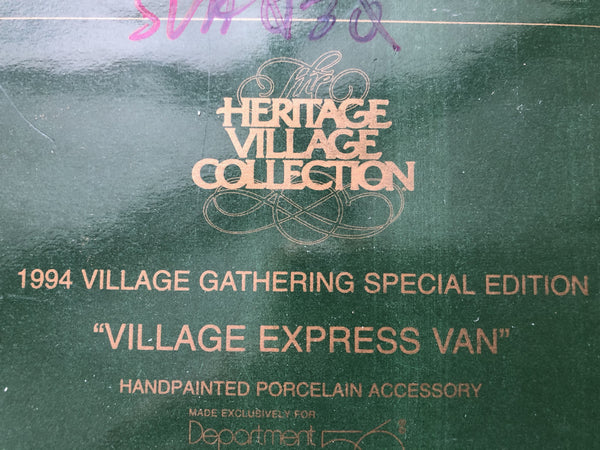 The
HERITAGE
VILLAGE
COLLECTION
1994 VILLAGE GATHERING SPECIAL EDITION
“VILLAGE EXPRESS VAN”
HANDPAINTED PORCELAIN ACCESSORY
MADE EXCLUSIVELY FOR
Department 56